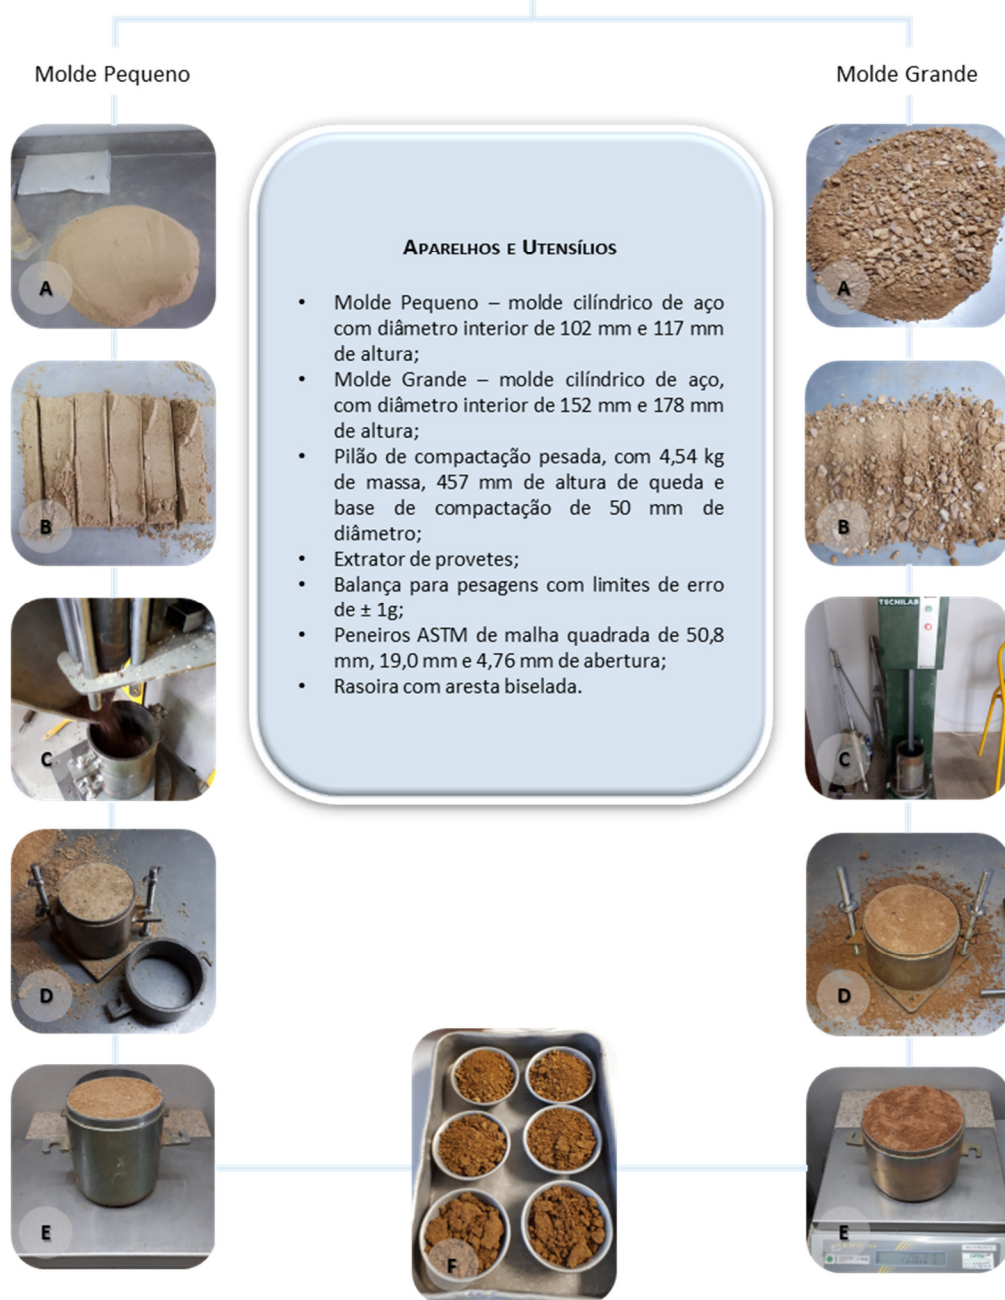 Molde Pequeno
Molde Grande
A
A
APARELHOS E UTENSÍLIOS
• Molde Pequeno – molde cilíndrico de aço
com diâmetro interior de 102 mm e 117 mm
de altura;
• Molde Grande – molde cilíndrico de aço,
com diâmetro interior de 152 mm e 178 mm
de altura;
• Pilão de compactação pesada, com 4,54 kg
de massa, 457 mm de altura de queda e
base de compactação de 50 mm de
diâmetro;
• Extrator de provetes;
• Balança para pesagens com limites de erro
de ± 1g;
• Peneiros ASTM de malha quadrada de 50,8
mm, 19,0 mm e 4,76 mm de abertura;
• Rasoira com aresta biselada.
B
B
TECNILAB
C
C
D
D
E
E
F